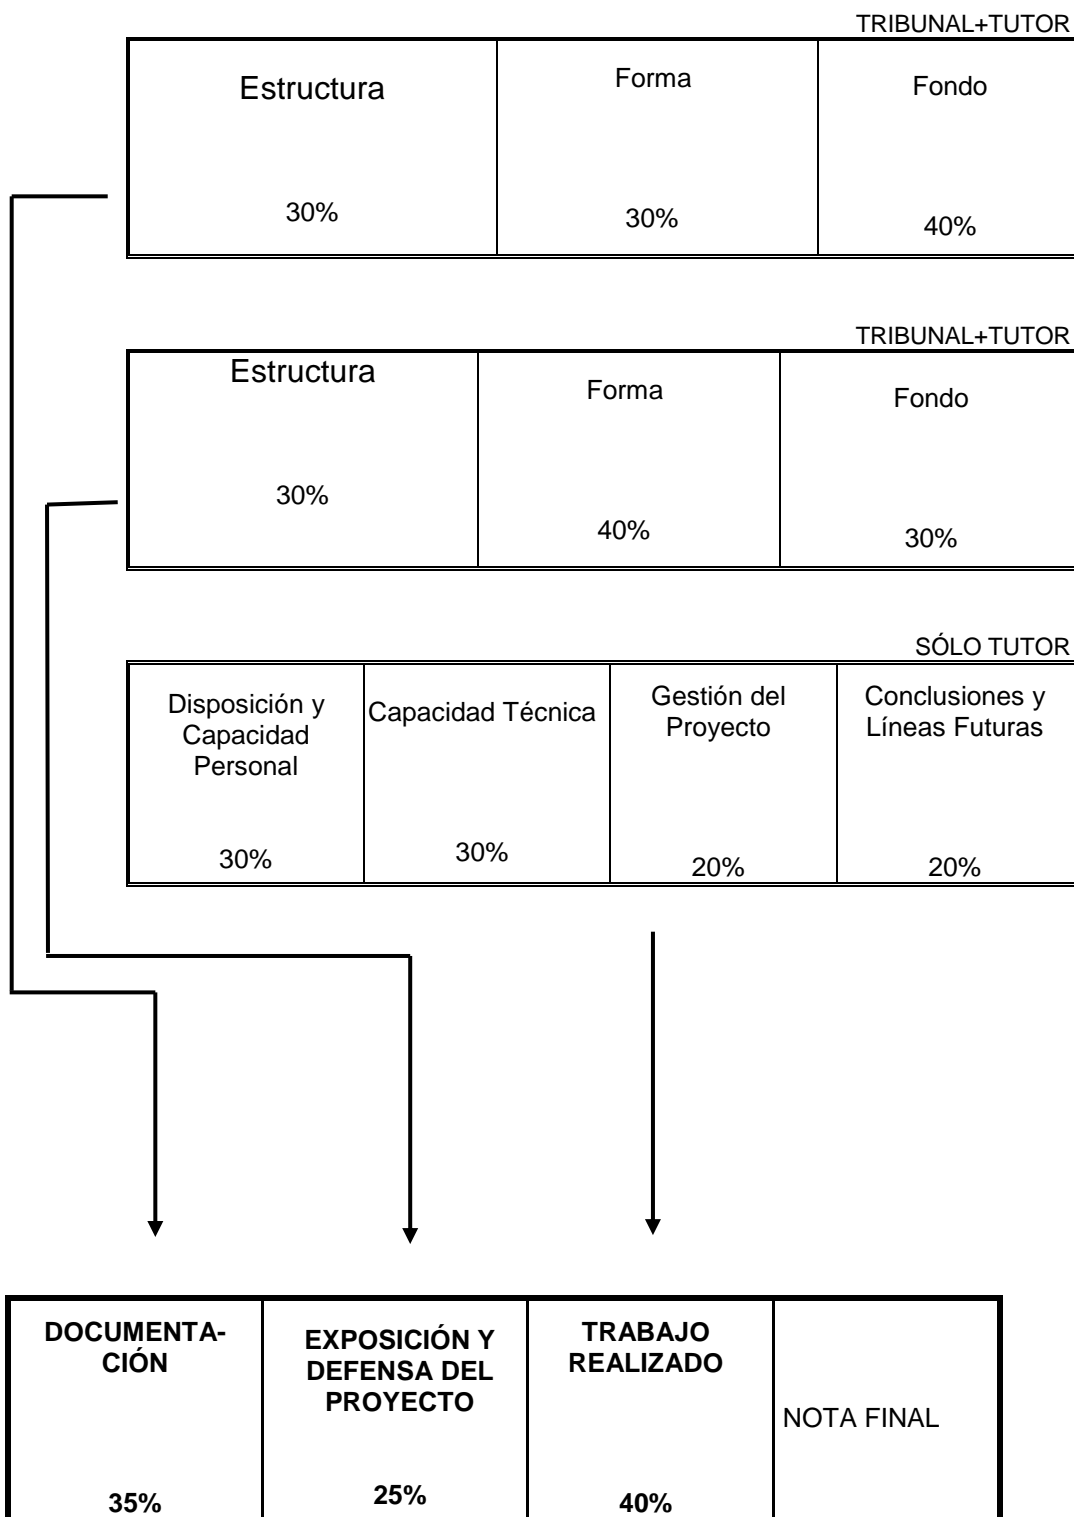 TRIBUNAL+TUTOR
Estructura
Forma
Fondo
30%
30%
40%
TRIBUNAL+TUTOR
Estructura
Forma
Fondo
30%
40%
30%
SÓLO TUTOR
Disposición y
Capacidad
Personal
Capacidad Técnica
Gestión del
Proyecto
Conclusiones y
Líneas Futuras
30%
30%
20%
20%
DOCUMENTA-
CIÓN
EXPOSICIÓN Y
DEFENSA DEL
PROYECTO
TRABAJO
REALIZADO
NOTA FINAL
35%
25%
40%